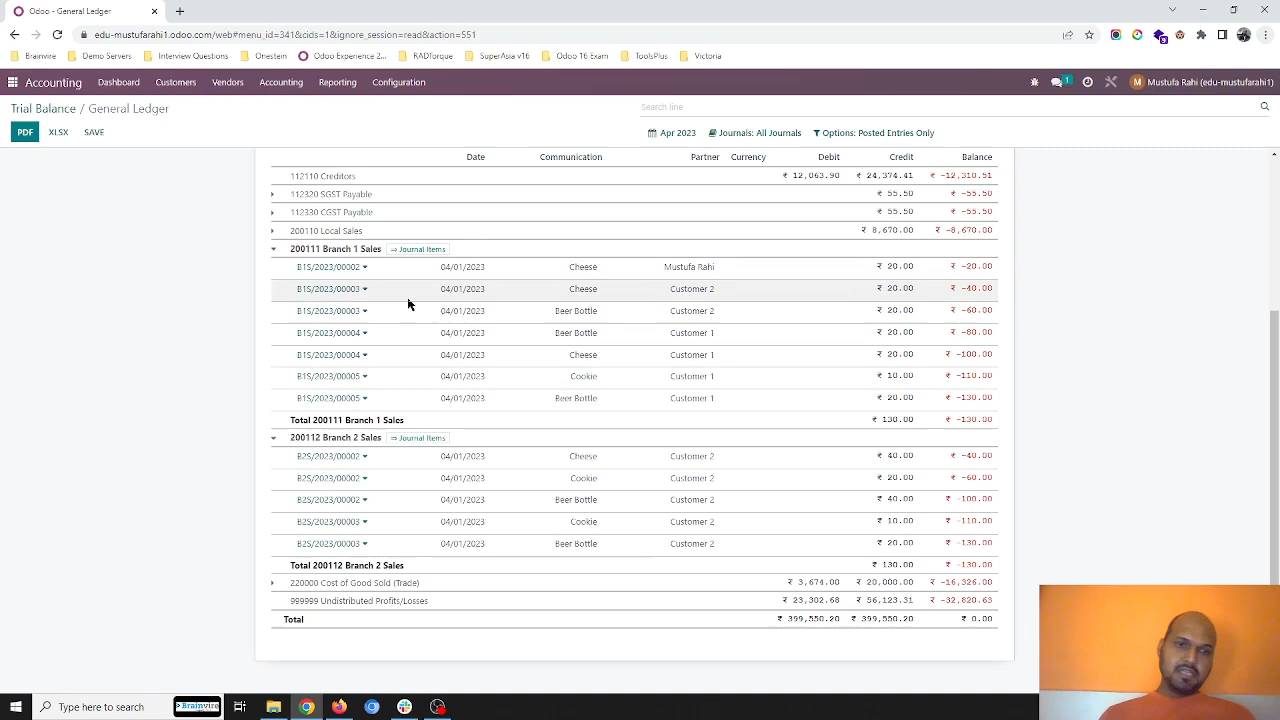 Odoo - General Ledger
edu-mustufarahi1.odoo.com/web#menu_id=341&cids=1&ignore_session=read&action=551
Brainvire Demo Servers Interview Questions Onestein Odoo Experience 2... RADTorque SuperAsia v16 Odoo 16 Exam ToolsPlus Victoria
Accounting Dashboard Customers Vendors Accounting Reporting Configuration 1 M Mustufa Rahi (edu-mustufarahi1)
Trial Balance / General Ledger Search line
PDF XLSX SAVE Apr 2023 Journals: All Journals Options: Posted Entries Only
Date Communication Partner Currency Debit Credit Balance
112110 Creditors ₹ 12,063.90 ₹ 24,374.41 ₹ -12,310.51
112320 SGST Payable ₹ 55.50 ₹ -55.50
112330 CGST Payable ₹ 55.50 ₹ -55.50
200110 Local Sales ₹ 8,670.00 ₹ -8,670.00
200111 Branch 1 Sales ⇒ Journal Items
B1S/2023/00002 04/01/2023 Cheese Mustufa Rahi ₹ 20.00 ₹ -20.00
B1S/2023/00003 04/01/2023 Cheese Customer 2 ₹ 20.00 ₹ -40.00
B1S/2023/00003 04/01/2023 Beer Bottle Customer 2 ₹ 20.00 ₹ -60.00
B1S/2023/00004 04/01/2023 Beer Bottle Customer 1 ₹ 20.00 ₹ -80.00
B1S/2023/00004 04/01/2023 Cheese Customer 1 ₹ 20.00 ₹ -100.00
B1S/2023/00005 04/01/2023 Cookie Customer 1 ₹ 10.00 ₹ -110.00
B1S/2023/00005 04/01/2023 Beer Bottle Customer 1 ₹ 20.00 ₹ -130.00
Total 200111 Branch 1 Sales ₹ 130.00 ₹ -130.00
200112 Branch 2 Sales ⇒ Journal Items
B2S/2023/00002 04/01/2023 Cheese Customer 2 ₹ 40.00 ₹ -40.00
B2S/2023/00002 04/01/2023 Cookie Customer 2 ₹ 20.00 ₹ -60.00
B2S/2023/00002 04/01/2023 Beer Bottle Customer 2 ₹ 40.00 ₹ -100.00
B2S/2023/00003 04/01/2023 Cookie Customer 2 ₹ 10.00 ₹ -110.00
B2S/2023/00003 04/01/2023 Beer Bottle Customer 2 ₹ 20.00 ₹ -130.00
Total 200112 Branch 2 Sales ₹ 130.00 ₹ -130.00
220000 Cost of Good Sold (Trade) ₹ 3,674.00 ₹ 20,000.00 ₹ -16,326.00
999999 Undistributed Profits/Losses ₹ 23,302.68 ₹ 56,123.31 ₹ -32,820.63
Total ₹ 399,550.20 ₹ 399,550.20 ₹ 0.00
Type here to search Brainvire